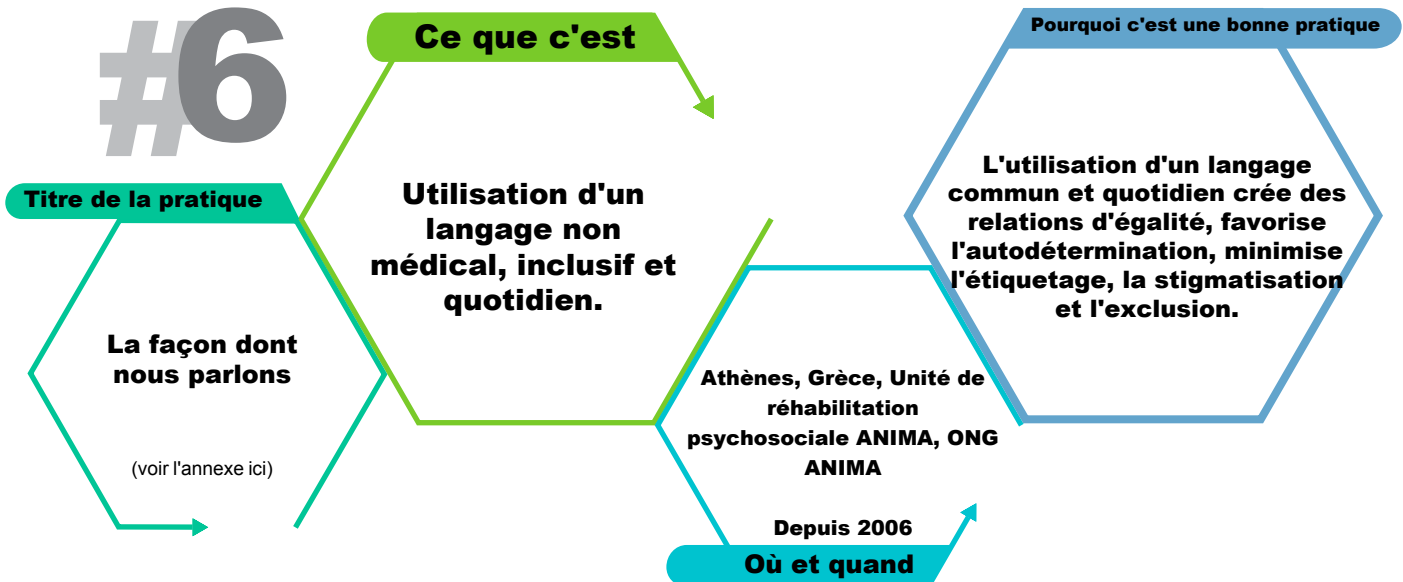 #6
Titre de la pratique
La façon dont
nous parlons
(voir l'annexe ici)
Ce que c'est
Utilisation d'un
langage non
médical, inclusif et
quotidien.
Athènes, Grèce, Unité de
réhabilitation
psychosociale ANIMA, ONG
ANIMA
Depuis 2006
Où et quand
Pourquoi c'est une bonne pratique
L'utilisation d'un langage
commun et quotidien crée des
relations d'égalité, favorise
l'autodétermination, minimise
l'étiquetage, la stigmatisation
et l'exclusion.